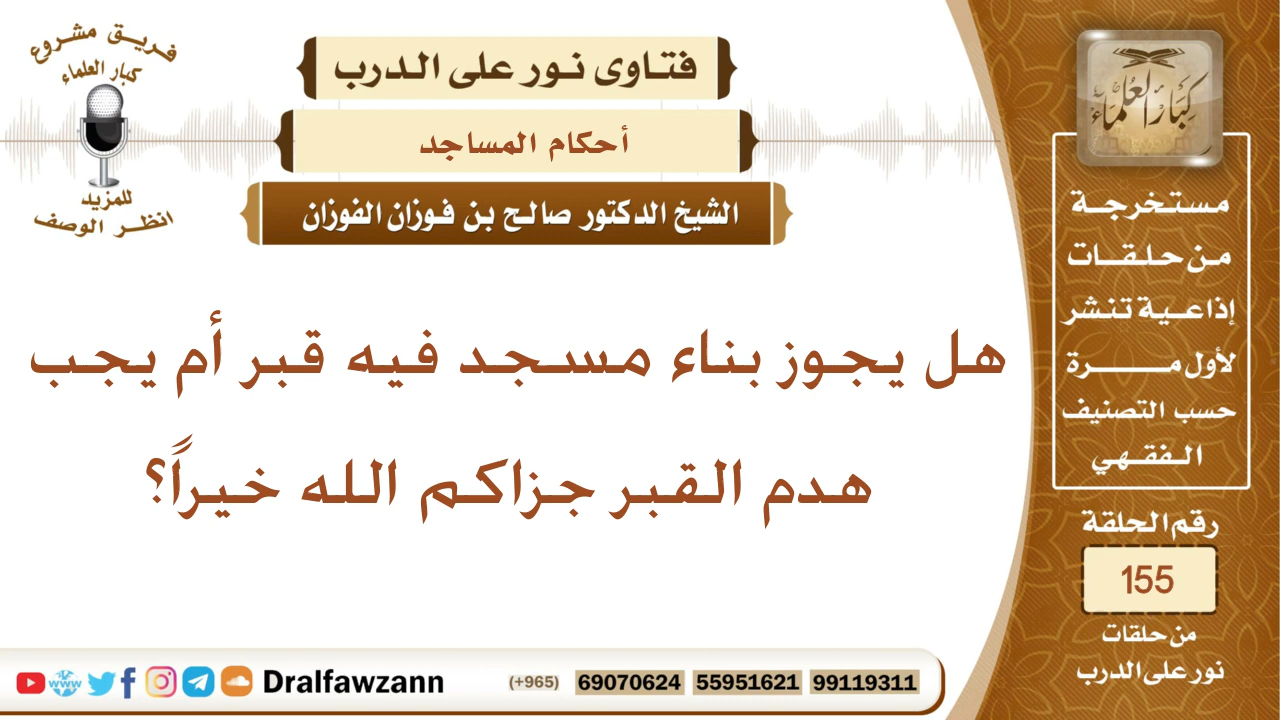 فريق مشروع
كبار العلماء
للمزيد
انظر الوصف
فتاوى نور على الدرب
أحكام المساجد
الشيخ الدكتور صالح بن فوزان الفوزان
هل يجوز بناء مسجد فيه قبر أم يجب
هدم القبر جزاكم الله خيراً؟
كبار العلماء
مستخرجة
من حلقات
إذاعية تنشر
لأول مرة
حسب التصنيف
الفقهي
رقم الحلقة
155
من حلقات
نور على الدرب
www Dralfawzann (+965) 69070624 55951621 99119311